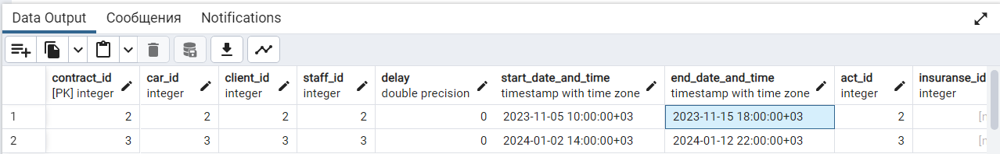 Data Output Сообщения Notifications
contract_id car_id client_id staff_id delay start_date_and_time end_date_and_time act_id insuranse_id
[PK] integer integer integer integer double precision timestamp with time zone timestamp with time zone integer integer
1 2 2 2 2 0 2023-11-05 10:00:00+03 2023-11-15 18:00:00+03 2
2 3 3 3 3 0 2024-01-02 14:00:00+03 2024-01-12 22:00:00+03 3